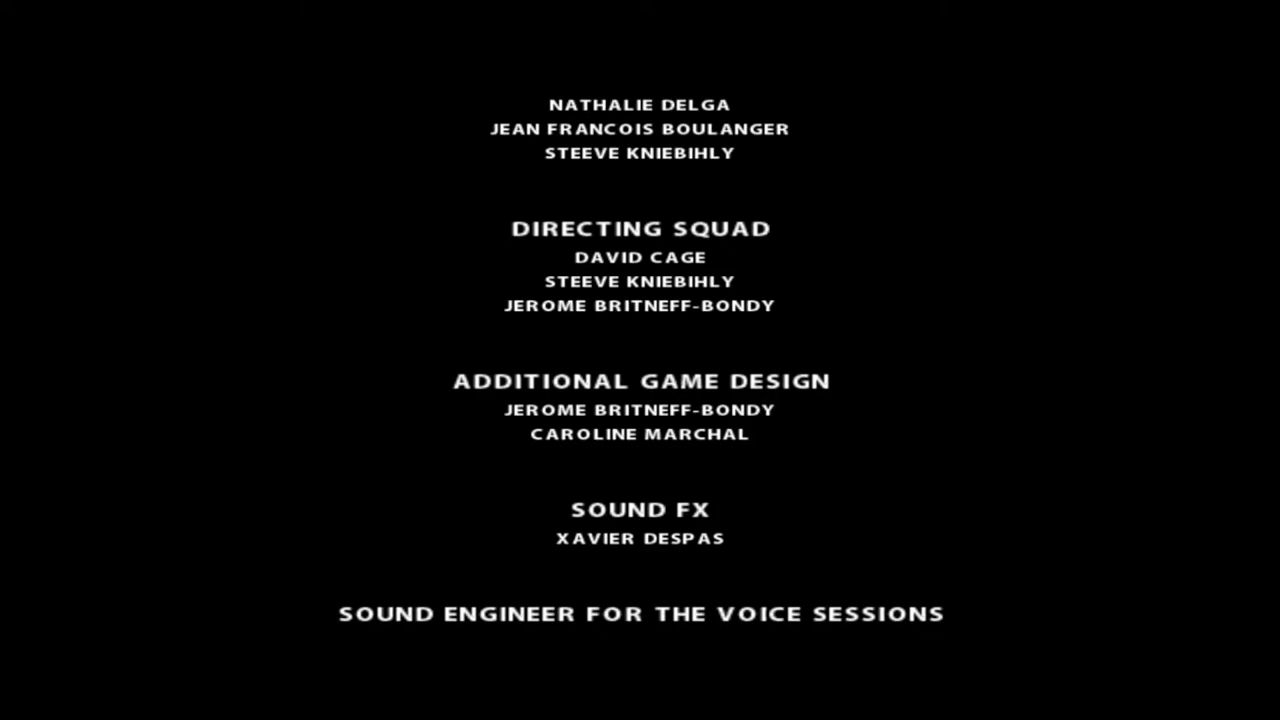 NATHALIE DELGA
JEAN FRANCOIS BOULANGER
STEEVE KNIEBIHLY
DIRECTING SQUAD
DAVID CAGE
STEEVE KNIEBIHLY
JEROME BRITNEFF-BONDY
ADDITIONAL GAME DESIGN
JEROME BRITNEFF-BONDY
CAROLINE MARCHAL
SOUND FX
XAVIER DESPAS
SOUND ENGINEER FOR THE VOICE SESSIONS